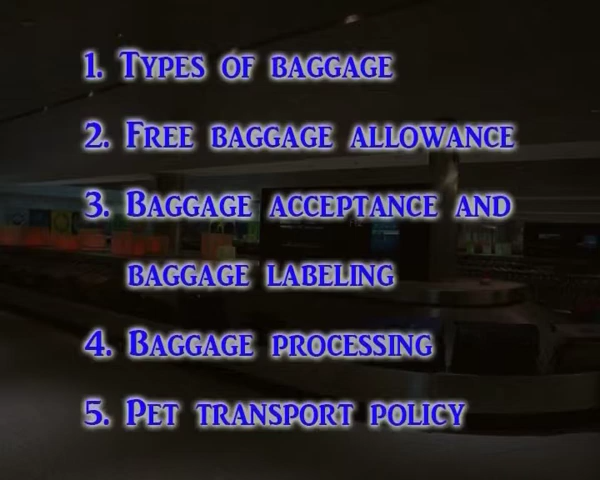 1. Types of baggage
2. Free baggage allowance
3. Baggage acceptance and
baggage labeling
4. Baggage processing
5. Pet transport policy